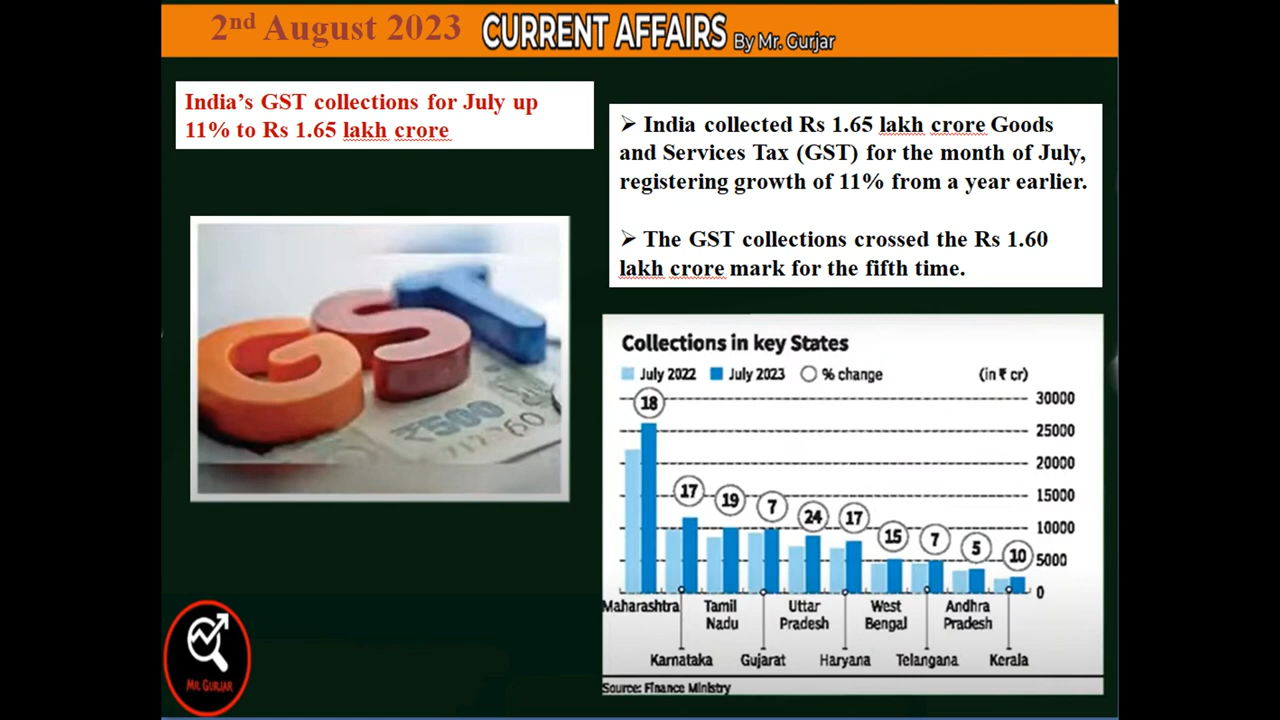 2nd August 2023 CURRENT AFFAIRS By Mr. Gurjar
India's GST collections for July up
11% to Rs 1.65 lakh crore
➢ India collected Rs 1.65 lakh crore Goods
and Services Tax (GST) for the month of July,
registering growth of 11% from a year earlier.
➢ The GST collections crossed the Rs 1.60
lakh crore mark for the fifth time.
GST
₹500
Collections in key States
July 2022 July 2023 % change (in ₹ cr)
30000
25000
20000
15000
10000
5000
0
18 17 19 7 24 17 15 7 5 10
Maharashtra Tamil Nadu Uttar Pradesh West Bengal Andhra Pradesh
Karnataka Gujarat Haryana Telangana Kerala
Source: Finance Ministry
MR. GURJAR